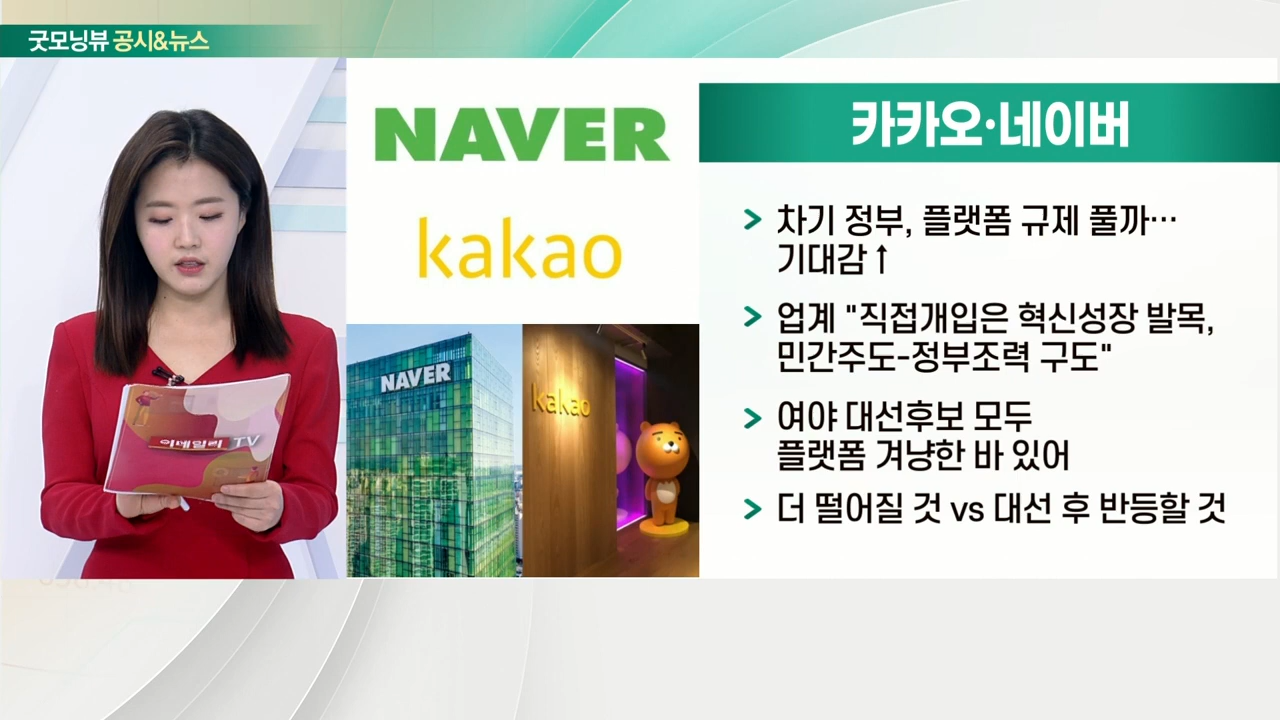 굿모닝뷰 공시&뉴스
NAVER
kakao
NAVER
kakao
이데일리 TV
카카오·네이버
차기 정부, 플랫폼 규제 풀까…
기대감↑
업계 "직접개입은 혁신성장 발목,
민간주도-정부조력 구도"
여야 대선후보 모두
플랫폼 겨냥한 바 있어
더 떨어질 것 vs 대선 후 반등할 것